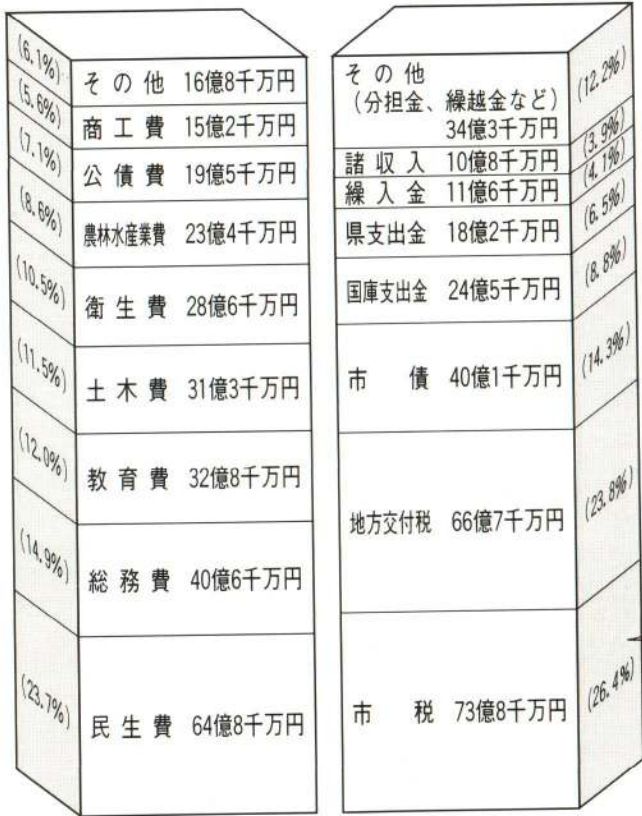 (6.1%) その他 16億8千万円
(5.6%) 商工費 15億2千万円
(7.1%) 公債費 19億5千万円
(8.6%) 農林水産業費 23億4千万円
(10.5%) 衛生費 28億6千万円
(11.5%) 土木費 31億3千万円
(12.0%) 教育費 32億8千万円
(14.9%) 総務費 40億6千万円
(23.7%) 民生費 64億8千万円
その他
(分担金、繰越金など)
34億3千万円 (12.2%)
諸収入 10億8千万円 (3.9%)
繰入金 11億6千万円 (4.1%)
県支出金 18億2千万円 (6.5%)
国庫支出金 24億5千万円 (8.8%)
市債 40億1千万円 (14.3%)
地方交付税 66億7千万円 (23.8%)
市税 73億8千万円 (26.4%)